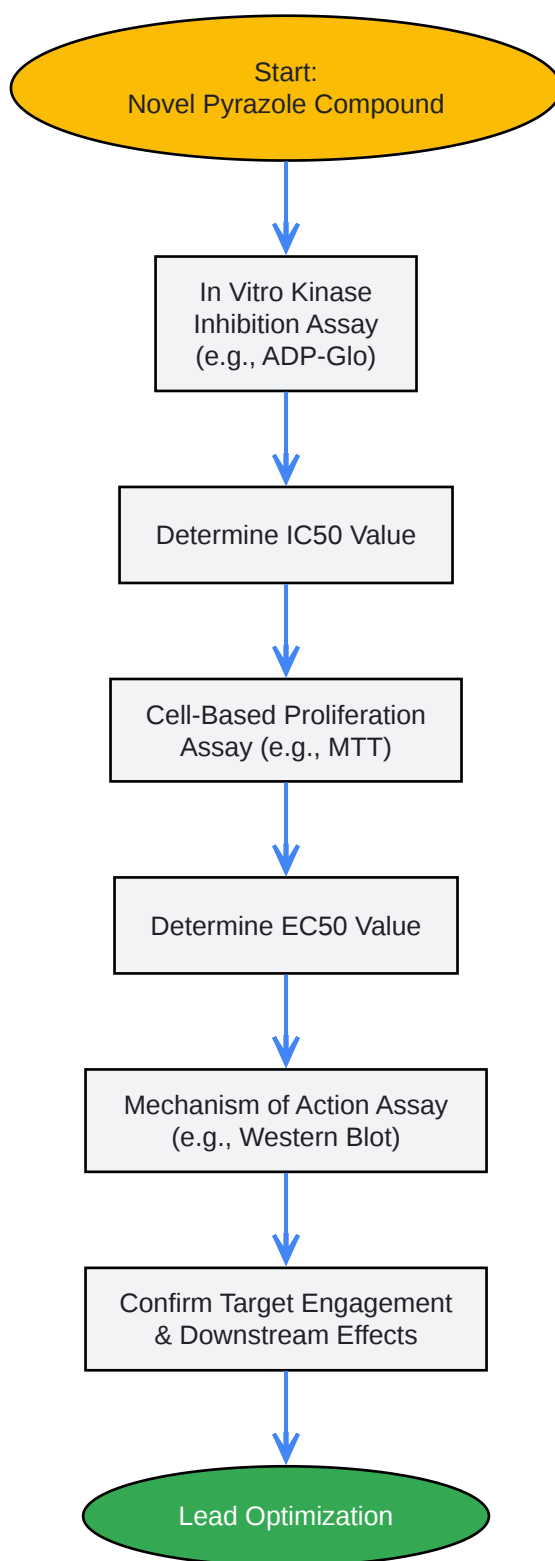 Start:
Novel Pyrazole Compound
In Vitro Kinase
Inhibition Assay
(e.g., ADP-Glo)
Determine IC50 Value
Cell-Based Proliferation
Assay (e.g., MTT)
Determine EC50 Value
Mechanism of Action Assay
(e.g., Western Blot)
Confirm Target Engagement
& Downstream Effects
Lead Optimization